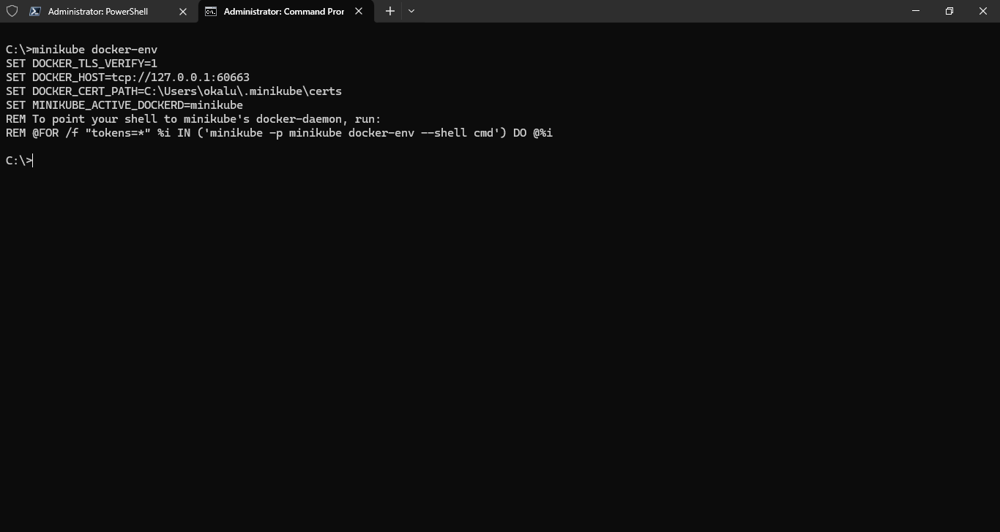 Administrator: PowerShell
Administrator: Command Pror
C:\>minikube docker-env
SET DOCKER_TLS_VERIFY=1
SET DOCKER_HOST=tcp://127.0.0.1:60663
SET DOCKER_CERT_PATH=C:\Users\okalu\.minikube\certs
SET MINIKUBE_ACTIVE_DOCKERD=minikube
REM To point your shell to minikube's docker-daemon, run:
REM @FOR /f "tokens=*" %i IN ('minikube -p minikube docker-env --shell cmd') DO @%i
C:\>